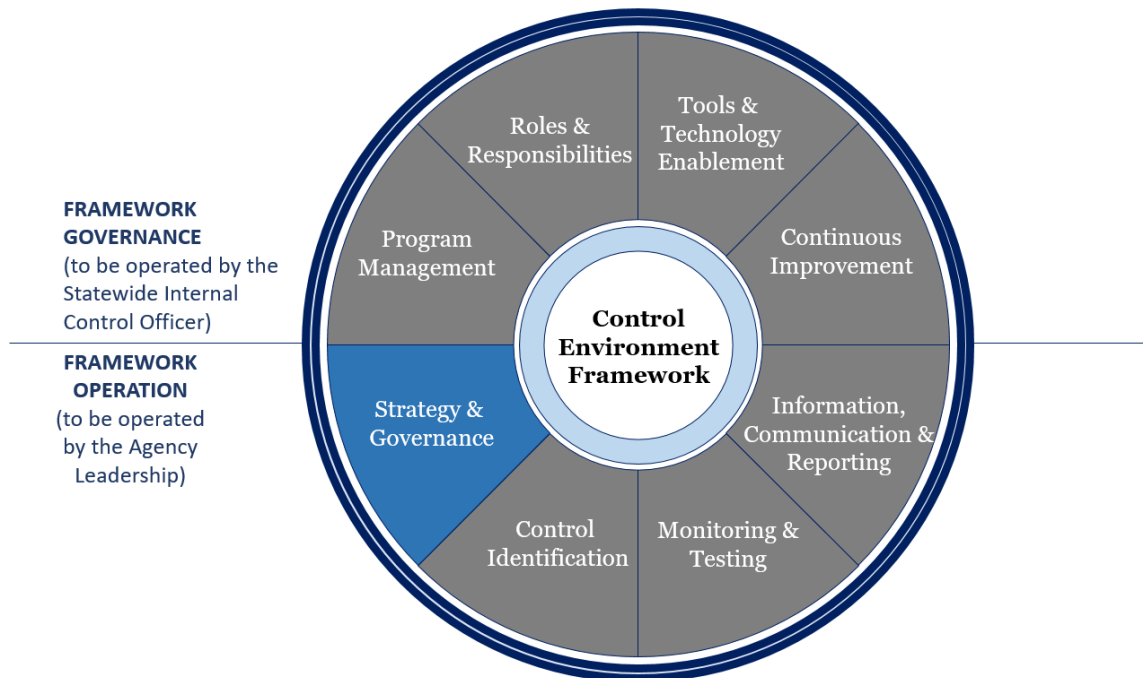 FRAMEWORK
GOVERNANCE
(to be operated by the
Statewide Internal
Control Officer)
FRAMEWORK
OPERATION
(to be operated
by the Agency
Leadership)
Roles &
Responsibilities
Tools &
Technology
Enablement
Program
Management
Continuous
Improvement
Control
Environment
Framework
Strategy &
Governance
Information,
Communication &
Reporting
Control
Identification
Monitoring &
Testing